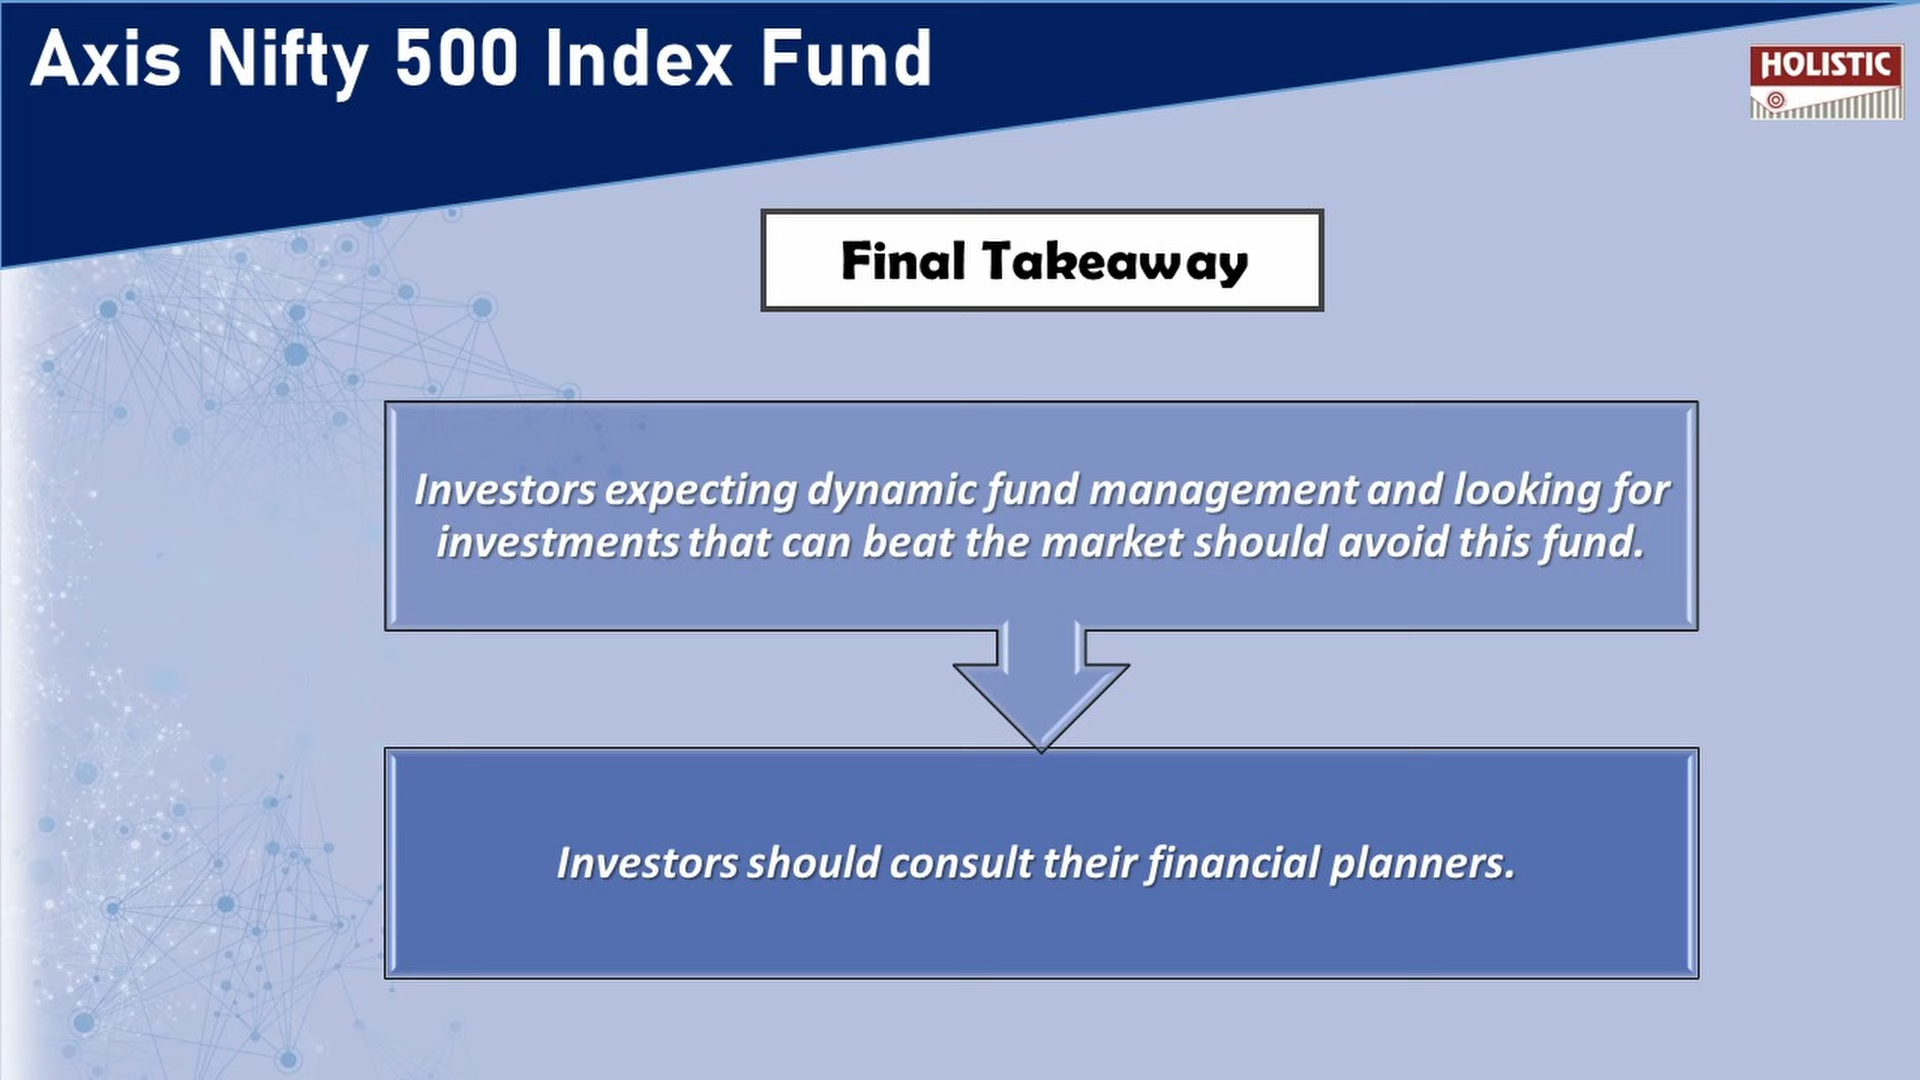 Axis Nifty 500 Index Fund
HOLISTIC
Final Takeaway
Investors expecting dynamic fund management and looking for
investments that can beat the market should avoid this fund.
Investors should consult their financial planners.